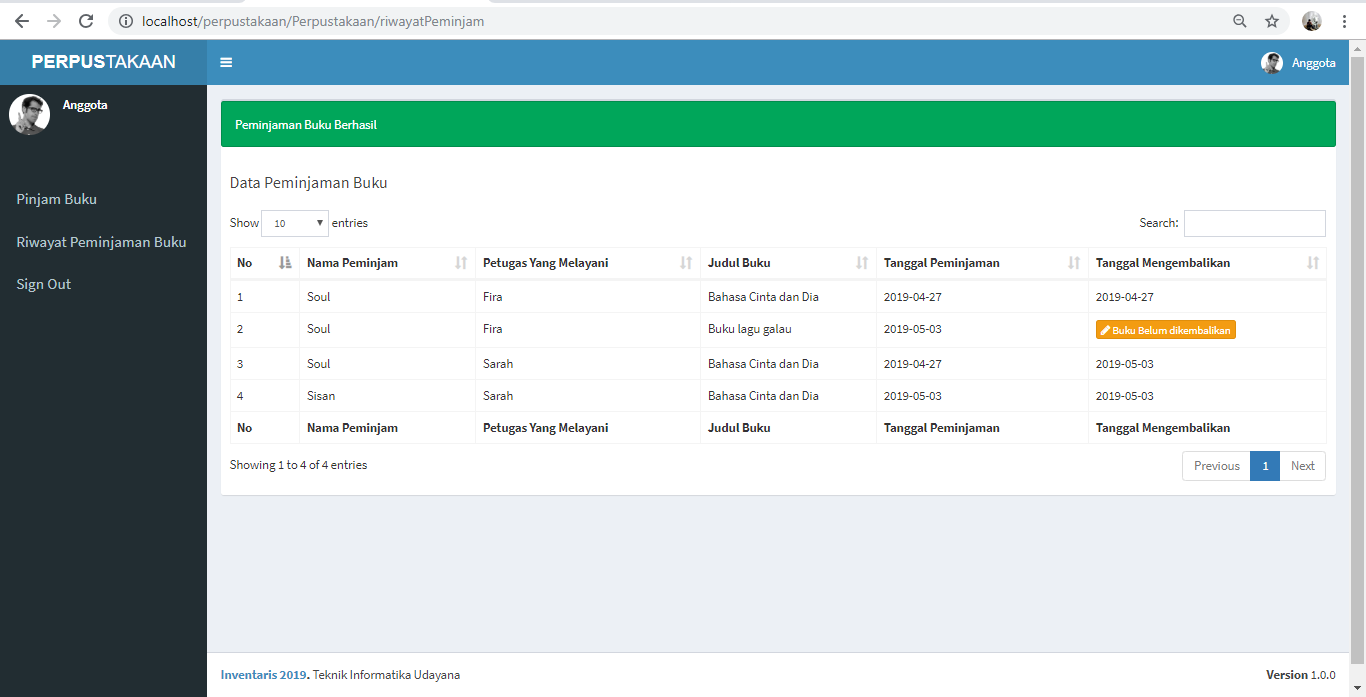 localhost/perpustakaan/Perpustakaan/riwayatPeminjam
PERPUSTAKAAN
Anggota
Anggota
Pinjam Buku
Riwayat Peminjaman Buku
Sign Out
Peminjaman Buku Berhasil
Data Peminjaman Buku
Show 10 entries Search:
No Nama Peminjam Petugas Yang Melayani Judul Buku Tanggal Peminjaman Tanggal Mengembalikan
1 Soul Fira Bahasa Cinta dan Dia 2019-04-27 2019-04-27
2 Soul Fira Buku lagu galau 2019-05-03 Buku Belum dikembalikan
3 Soul Sarah Bahasa Cinta dan Dia 2019-04-27 2019-05-03
4 Sisan Sarah Bahasa Cinta dan Dia 2019-05-03 2019-05-03
No Nama Peminjam Petugas Yang Melayani Judul Buku Tanggal Peminjaman Tanggal Mengembalikan
Showing 1 to 4 of 4 entries Previous 1 Next
Inventaris 2019. Teknik Informatika Udayana Version 1.0.0